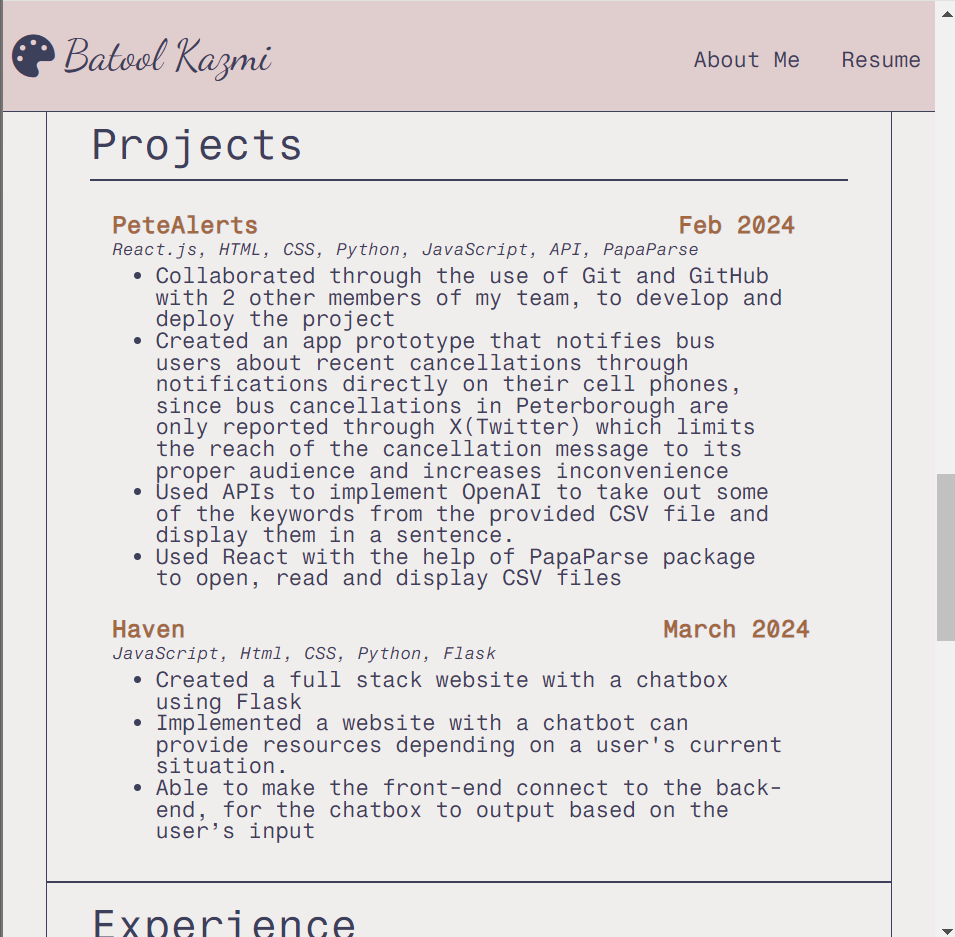 Batool Kazmi
About Me Resume
Projects
PeteAlerts Feb 2024
React.js, HTML, CSS, Python, JavaScript, API, PapaParse
• Collaborated through the use of Git and GitHub
with 2 other members of my team, to develop and
deploy the project
• Created an app prototype that notifies bus
users about recent cancellations through
notifications directly on their cell phones,
since bus cancellations in Peterborough are
only reported through X(Twitter) which limits
the reach of the cancellation message to its
proper audience and increases inconvenience
• Used APIs to implement OpenAI to take out some
of the keywords from the provided CSV file and
display them in a sentence.
• Used React with the help of PapaParse package
to open, read and display CSV files
Haven March 2024
JavaScript, Html, CSS, Python, Flask
• Created a full stack website with a chatbox
using Flask
• Implemented a website with a chatbot can
provide resources depending on a user's current
situation.
• Able to make the front-end connect to the back-
end, for the chatbox to output based on the
user’s input
Experience